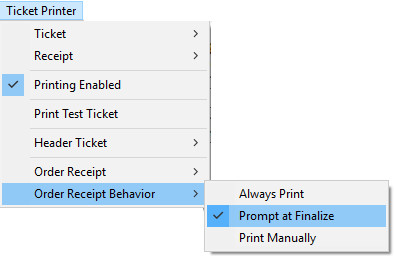 Ticket Printer
Ticket
Receipt
Printing Enabled
Print Test Ticket
Header Ticket
Order Receipt
Order Receipt Behavior
Always Print
Prompt at Finalize
Print Manually